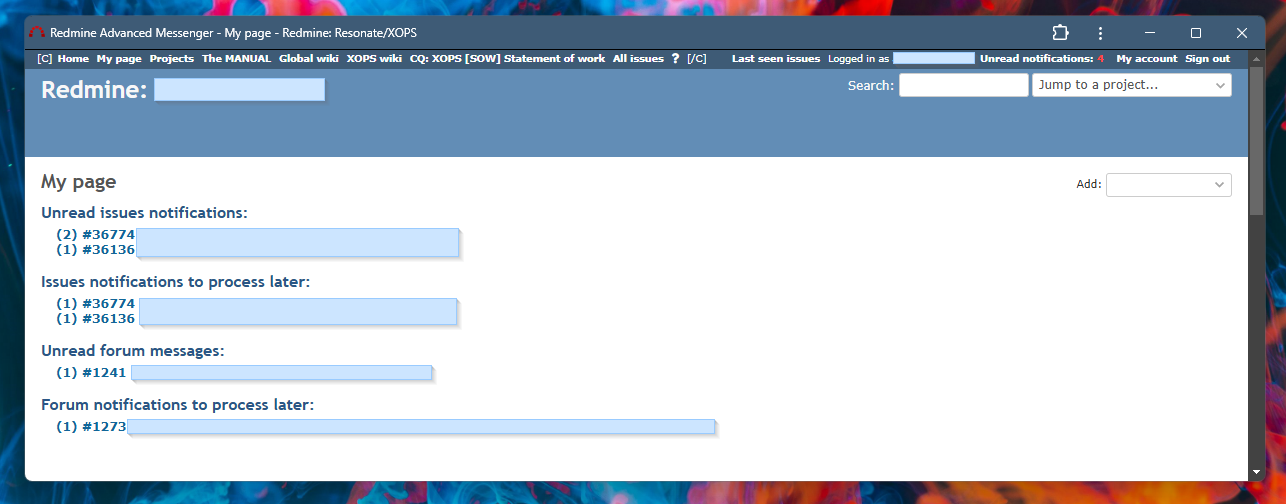 Redmine Advanced Messenger - My page - Redmine: Resonate/XOPS
[C] Home My page Projects The MANUAL Global wiki XOPS wiki CQ: XOPS [SOW] Statement of work All issues ? [/C] Last seen issues Logged in as Unread notifications: 4 My account Sign out
Redmine:
Search: Jump to a project...
My page
Add:
Unread issues notifications:
(2) #36774
(1) #36136
Issues notifications to process later:
(1) #36774
(1) #36136
Unread forum messages:
(1) #1241
Forum notifications to process later:
(1) #1273